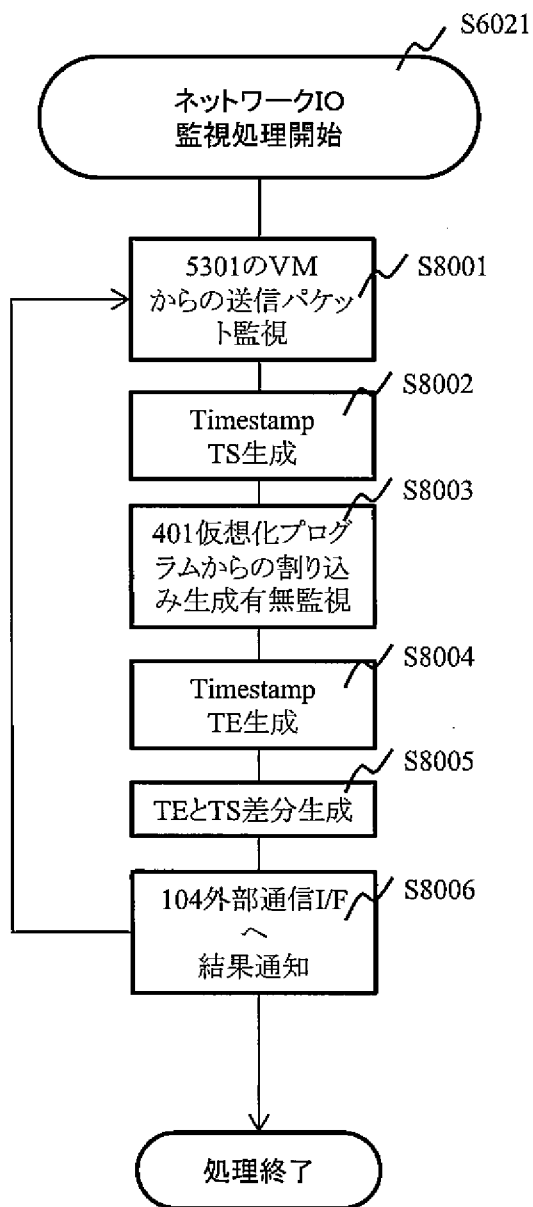 S6021
ネットワークIO
監視処理開始
5301のVM
からの送信パケッ
ト監視
S8001
S8002
Timestamp
TS生成
S8003
401仮想化プログ
ラムからの割り込
み生成有無監視
S8004
Timestamp
TE生成
S8005
TEとTS差分生成
104外部通信I/F
へ
結果通知
S8006
処理終了